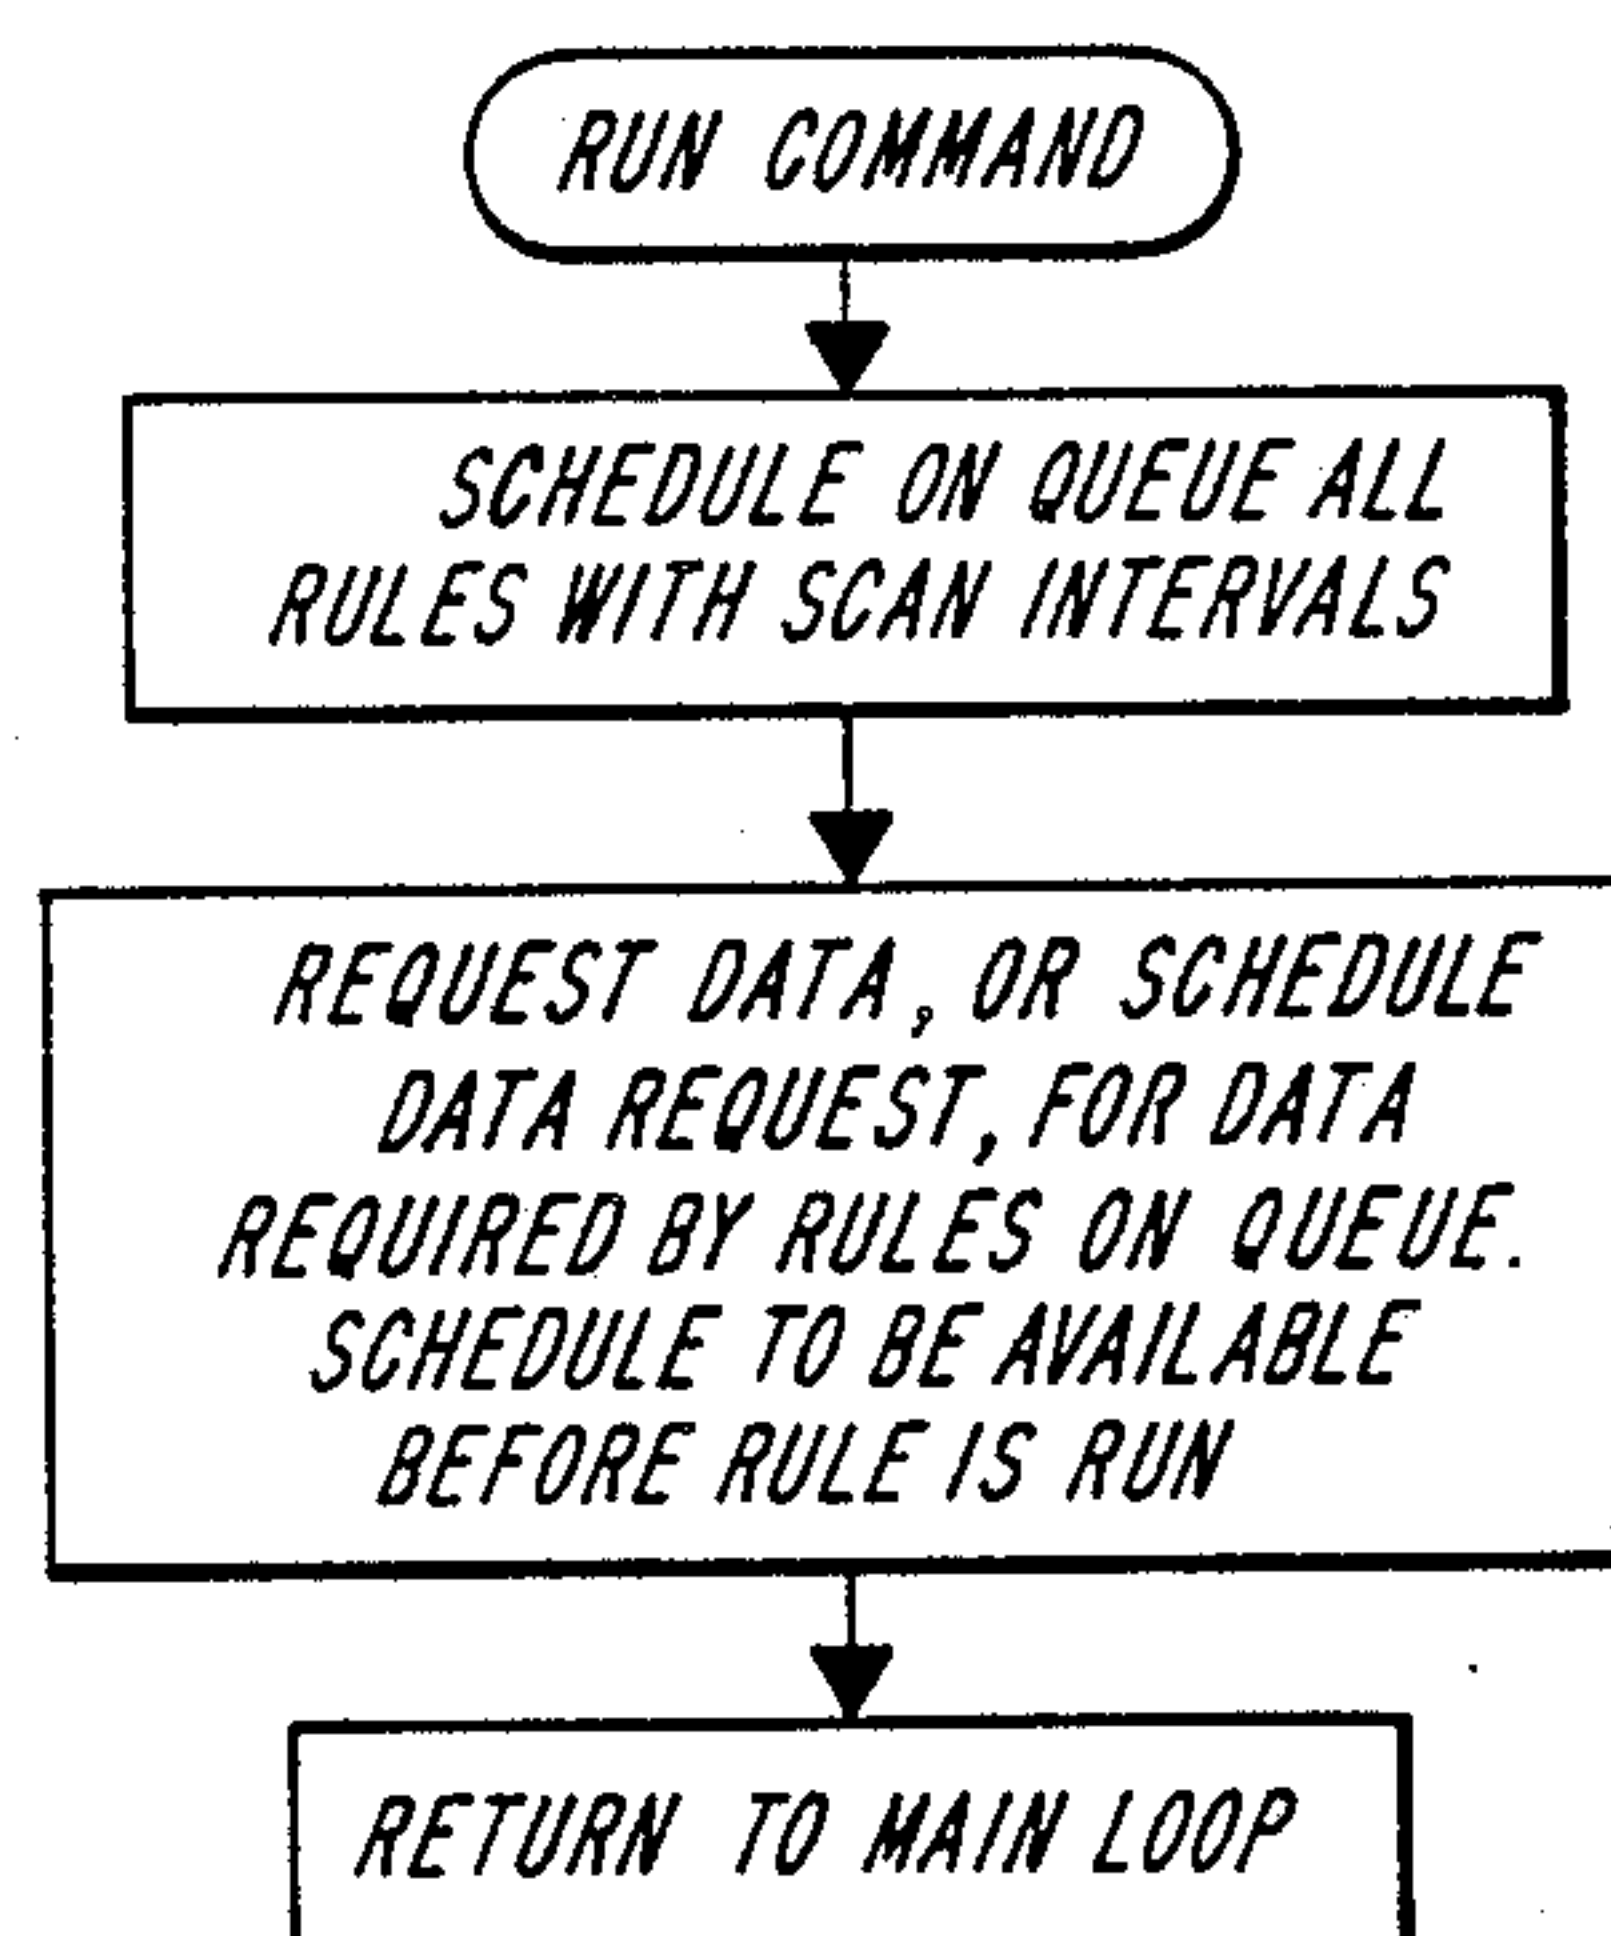 RUN COMMAND
SCHEDULE ON QUEUE ALL
RULES WITH SCAN INTERVALS
REQUEST DATA, OR SCHEDULE
DATA REQUEST, FOR DATA
REQUIRED BY RULES ON QUEUE.
SCHEDULE TO BE AVAILABLE
BEFORE RULE IS RUN
RETURN TO MAIN LOOP